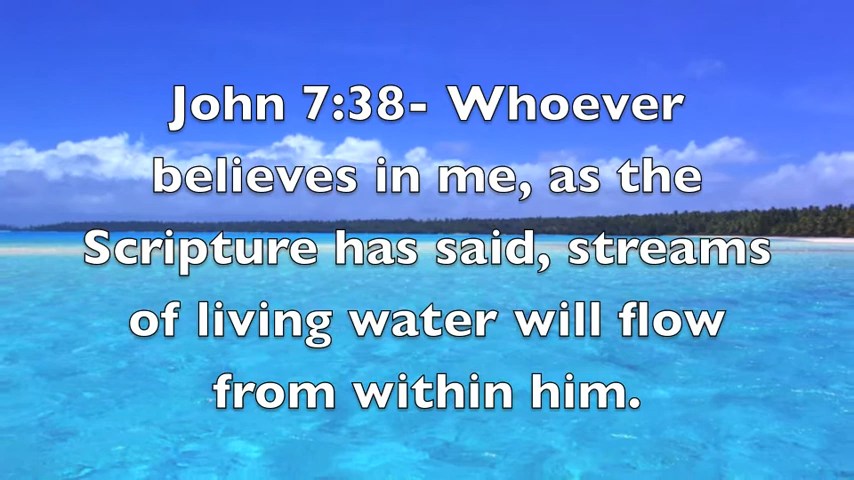 John 7:38- Whoever
believes in me, as the
Scripture has said, streams
of living water will flow
from within him.